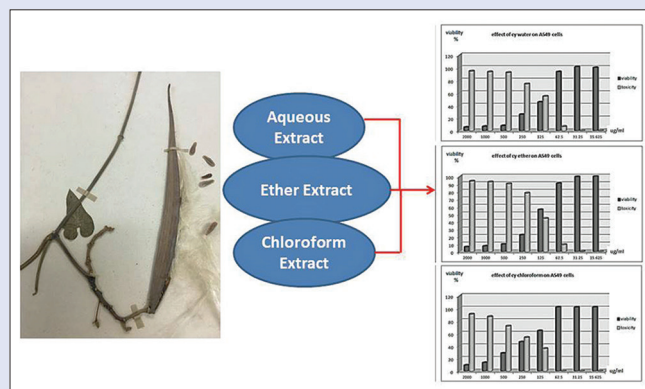 Aqueous
Extract
Ether Extract
Chloroform
Extract
viability
%
effect of cy water on A549 cells
120
100
80
60
40
20
0
2000 1000 500 250 125 62.5 31.25 15.625 ug/ml
viability
toxicity
viability
%
effect of cy ether on A549 cells
100
90
80
70
60
50
40
30
20
10
0
2000 1000 500 250 125 62.5 31.25 15.625 ug/ml
viability
toxicity
viability
%
effect of cy chloroform on A549 cells
120
100
80
60
40
20
0
2000 1000 500 250 125 62.5 31.25 15.625 ug/ml
viability
toxicity